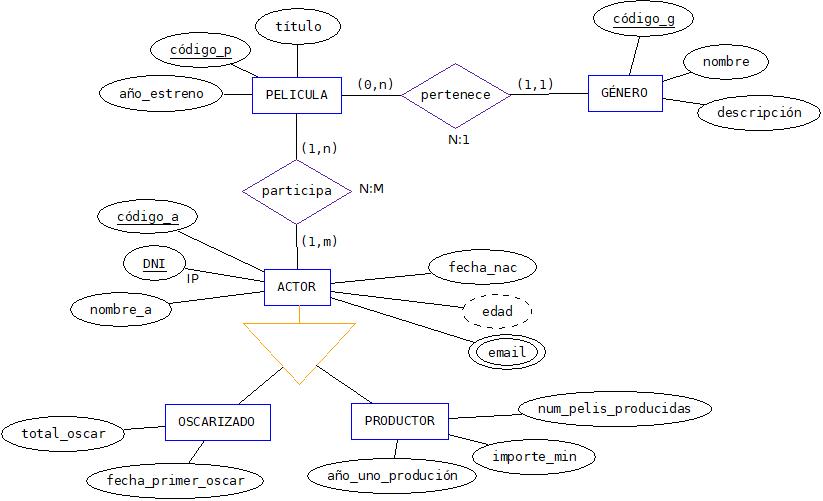 código_g
título
código_p
nombre
año_estreno
PELICULA
(0,n)
pertenece
(1,1)
GÉNERO
descripción
N:1
(1,n)
participa
N:M
código_a
(1,m)
DNI
IP
fecha_nac
ACTOR
nombre_a
edad
email
OSCARIZADO
PRODUCTOR
num_pelis_producidas
total_oscar
importe_min
fecha_primer_oscar
año_uno_produción